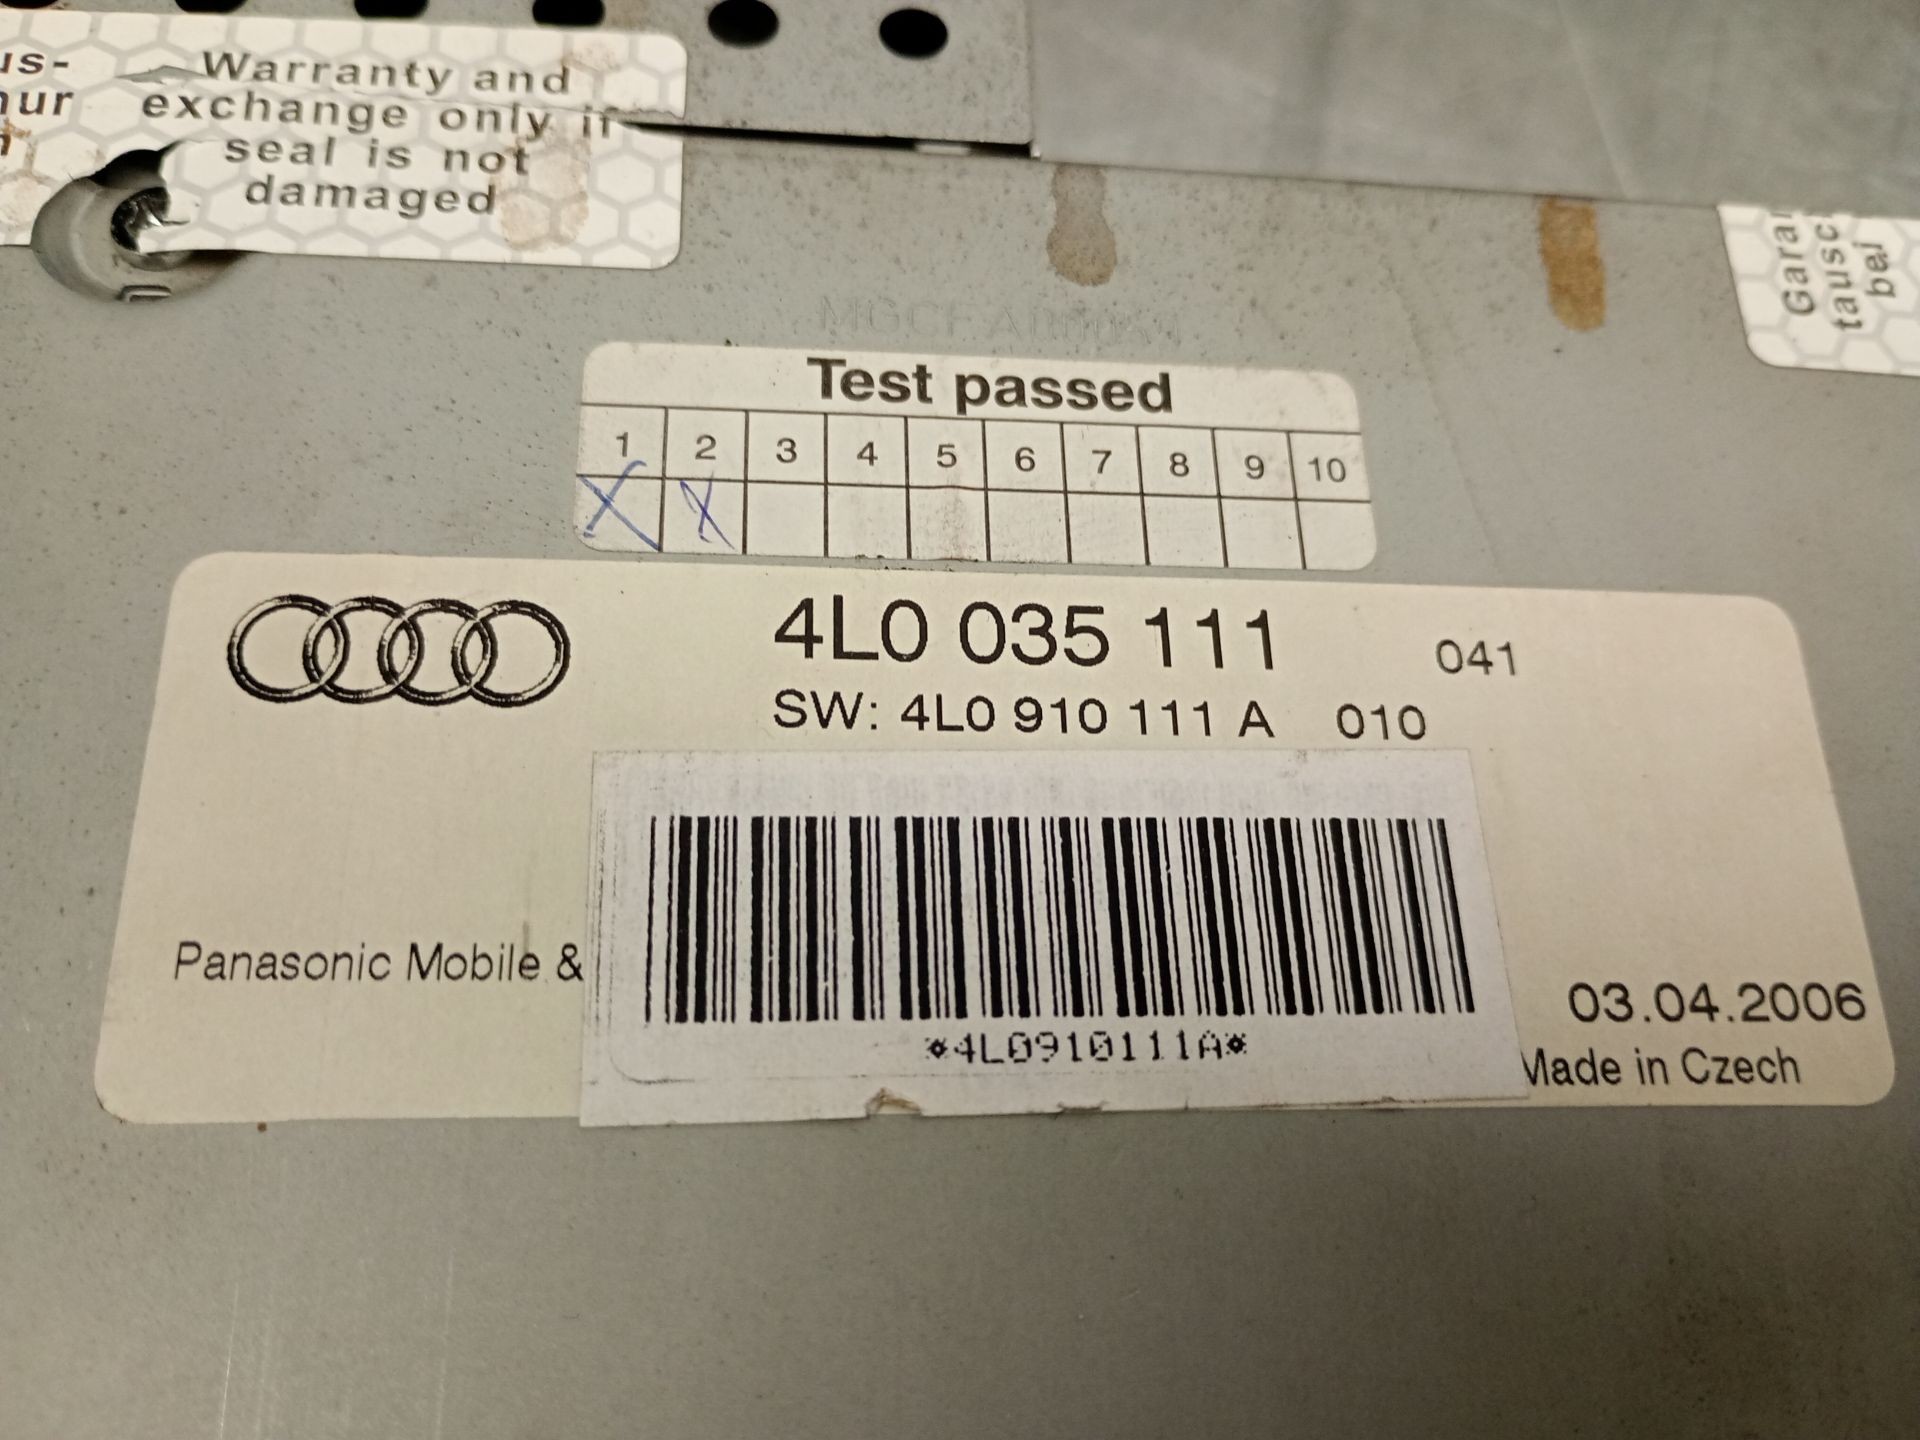 Warranty and
exchange only if
seal is not
damaged
Test passed
1 2 3 4 5 6 7 8 9 10
X X
4L0 035 111 041
SW: 4L0 910 111 A 010
*4L0910111A*
Panasonic Mobile &
03.04.2006
Made in Czech
bei